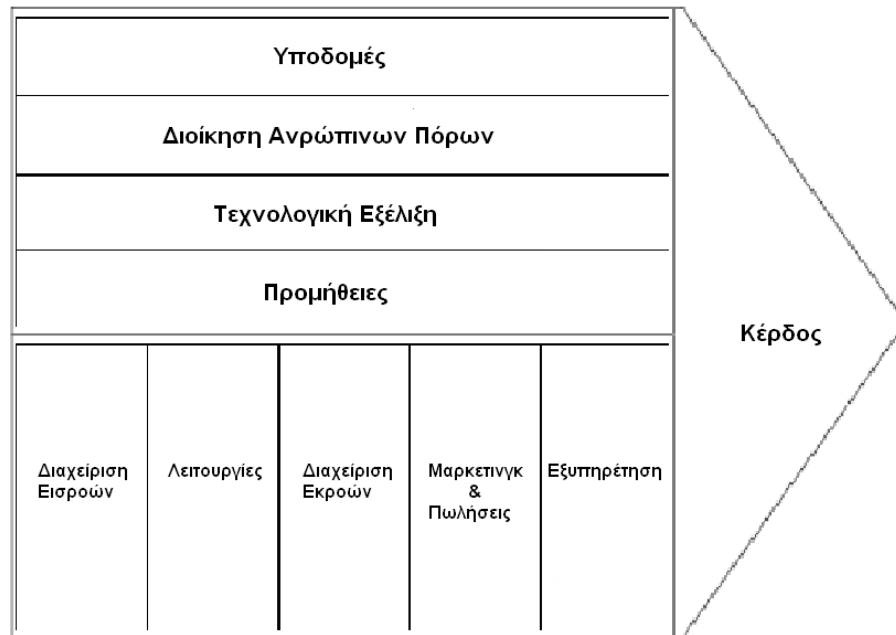 Υποδομές
Διοίκηση Ανρώπινων Πόρων
Τεχνολογική Εξέλιξη
Προμήθειες
Κέρδος
Διαχείριση
Εισροών
Λειτουργίες
Διαχείριση
Εκροών
Μαρκετινγκ
&
Πωλήσεις
Εξυπηρέτηση